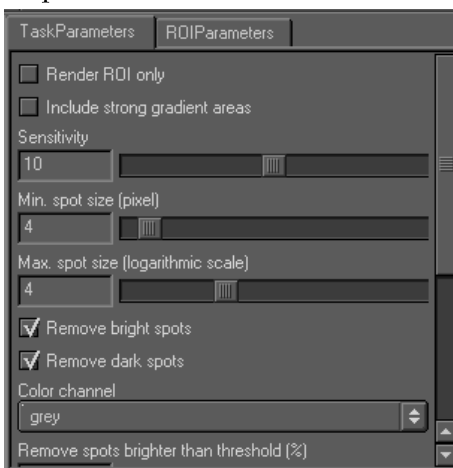 TaskParameters ROIParameters
Render ROI only
Include strong gradient areas
Sensitivity
10
Min. spot size (pixel)
4
Max. spot size (logarithmic scale)
4
Remove bright spots
Remove dark spots
Color channel
grey
Remove spots brighter than threshold (%)